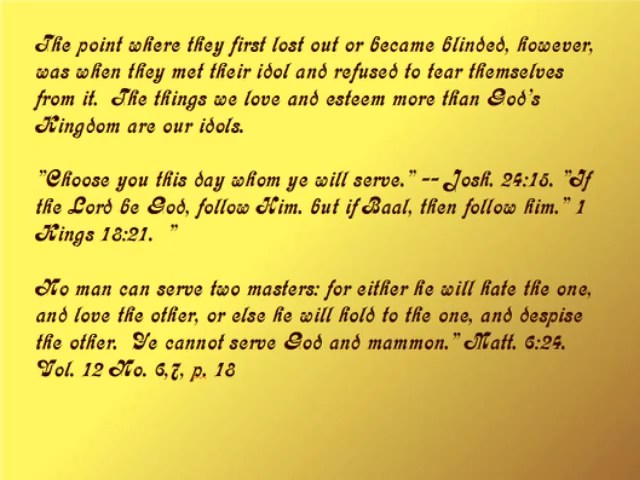 The point where they first lost out or became blinded, however,
was when they met their idol and refused to tear themselves
from it. The things we love and esteem more than God's
Kingdom are our idols.
"Choose you this day whom ye will serve." -- Josh. 24:15. "If
the Lord be God, follow Him. but if Baal, then follow him." 1
Kings 18:21. "
No man can serve two masters: for either he will hate the one,
and love the other, or else he will hold to the one, and despise
the other. Ye cannot serve God and mammon." Matt. 6:24.
Vol. 12 No. 6,7, p. 18